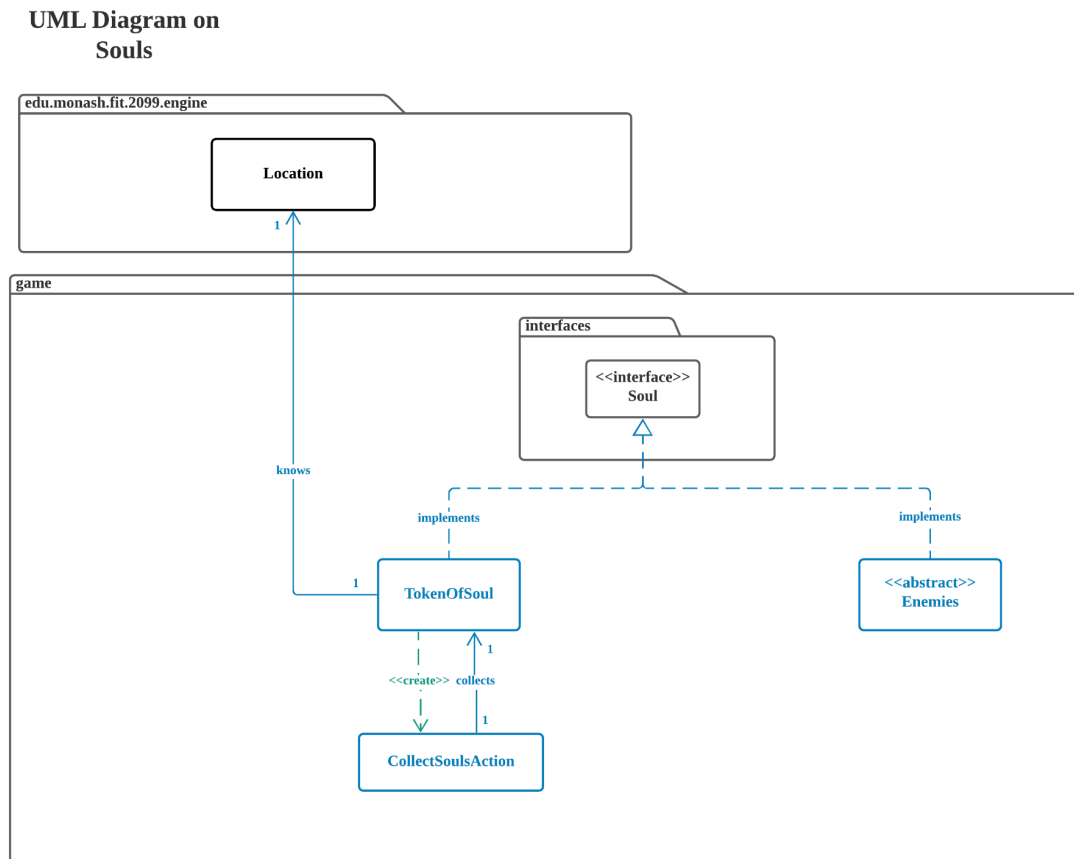 UML Diagram on
Souls
edu.monash.fit.2099.engine
Location
1
game
interfaces
<<interface>>
Soul
knows
implements
implements
1
TokenOfSoul
<<abstract>>
Enemies
1
<<create>>
collects
1
CollectSoulsAction